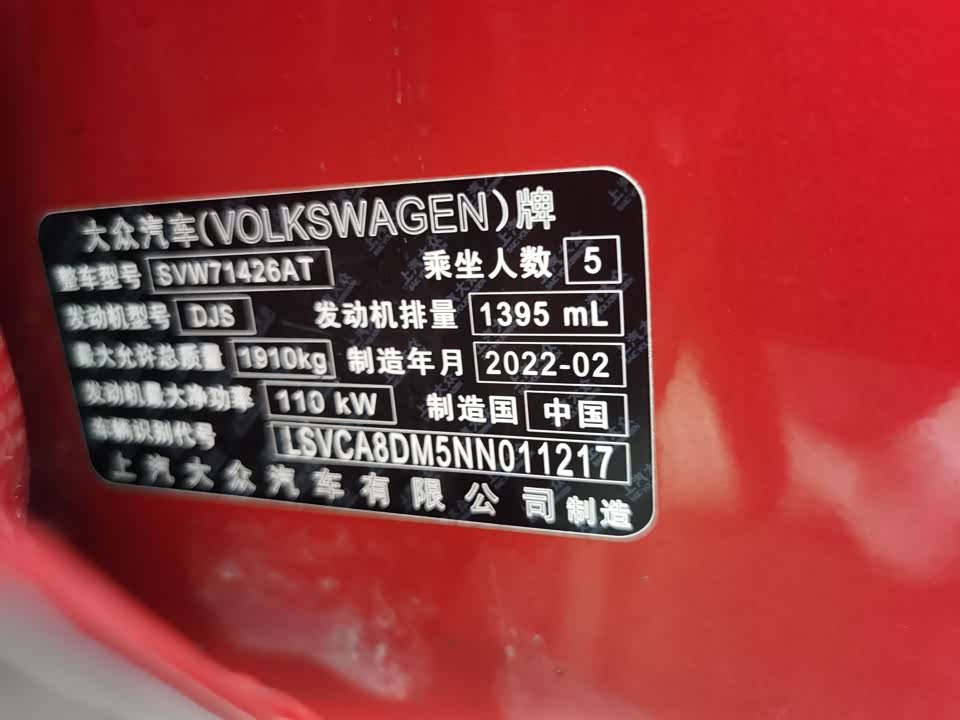 大众汽车(VOLKSWAGEN)牌
整车型号 SVW71426AT 乘坐人数 5
发动机型号 DJS 发动机排量 1395 mL
最大允许总质量 1910kg 制造年月 2022-02
发动机最大净功率 110 kW 制造国 中国
车辆识别代号 LSVCA8DM5NN011217
上汽大众汽车有限公司 制造